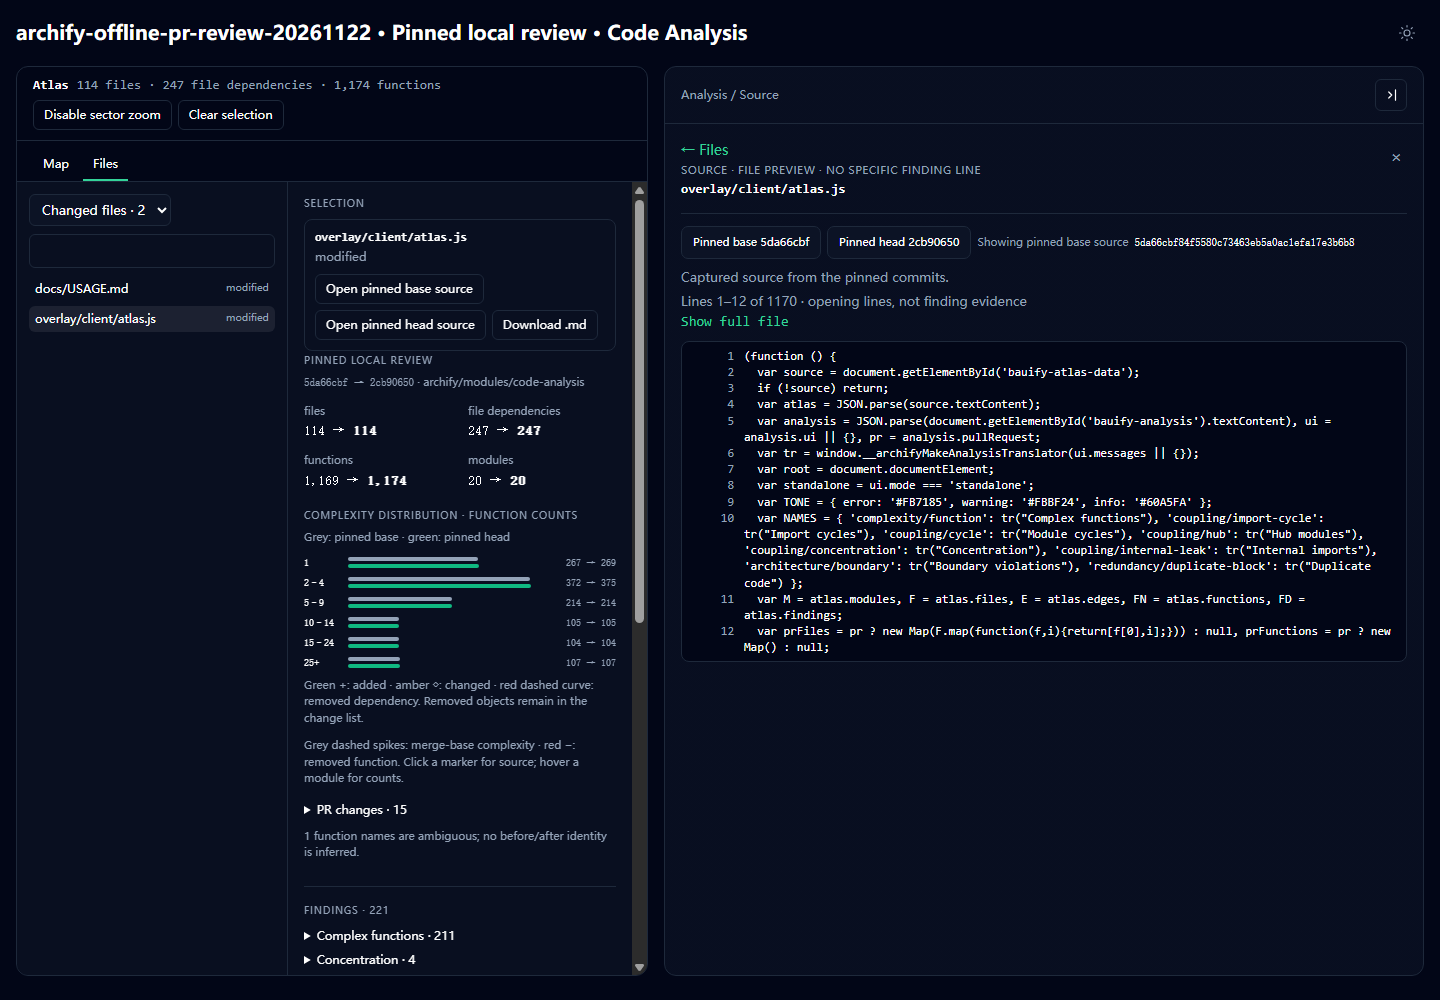 archify-offline-pr-review-20261122 • Pinned local review • Code Analysis
Atlas 114 files · 247 file dependencies · 1,174 functions
Disable sector zoom
Clear selection
Map
Files
Changed files · 2
docs/USAGE.md modified
overlay/client/atlas.js modified
SELECTION
overlay/client/atlas.js
modified
Open pinned base source
Open pinned head source
Download .md
PINNED LOCAL REVIEW
5da66cbf → 2cb90650 · archify/modules/code-analysis
files
114 → 114
file dependencies
247 → 247
functions
1,169 → 1,174
modules
20 → 20
COMPLEXITY DISTRIBUTION · FUNCTION COUNTS
Grey: pinned base · green: pinned head
1 267 → 269
2–4 372 → 375
5–9 214 → 214
10–14 105 → 105
15–24 104 → 104
25+ 107 → 107
Green +: added · amber ◇: changed · red dashed curve:
removed dependency. Removed objects remain in the
change list.
Grey dashed spikes: merge-base complexity · red −:
removed function. Click a marker for source; hover a
module for counts.
▶ PR changes · 15
1 function names are ambiguous; no before/after identity
is inferred.
FINDINGS · 221
▶ Complex functions · 211
▶ Concentration · 4
Analysis / Source
← Files
SOURCE · FILE PREVIEW · NO SPECIFIC FINDING LINE
overlay/client/atlas.js
Pinned base 5da66cbf
Pinned head 2cb90650
Showing pinned base source 5da66cbf84f5580c73463eb5a0ac1efa17e3b6b8
Captured source from the pinned commits.
Lines 1–12 of 1170 · opening lines, not finding evidence
Show full file
1 (function () {
2 var source = document.getElementById('bauify-atlas-data');
3 if (!source) return;
4 var atlas = JSON.parse(source.textContent);
5 var analysis = JSON.parse(document.getElementById('bauify-analysis').textContent), ui =
analysis.ui || {}, pr = analysis.pullRequest;
6 var tr = window.__archifyMakeAnalysisTranslator(ui.messages || {});
7 var root = document.documentElement;
8 var standalone = ui.mode === 'standalone';
9 var TONE = { error: '#FB7185', warning: '#FBBF24', info: '#60A5FA' };
10 var NAMES = { 'complexity/function': tr("Complex functions"), 'coupling/import-cycle':
tr("Import cycles"), 'coupling/cycle': tr("Module cycles"), 'coupling/hub': tr("Hub modules"),
'coupling/concentration': tr("Concentration"), 'coupling/internal-leak': tr("Internal imports"),
'architecture/boundary': tr("Boundary violations"), 'redundancy/duplicate-block': tr("Duplicate
code") };
11 var M = atlas.modules, F = atlas.files, E = atlas.edges, FN = atlas.functions, FD =
atlas.findings;
12 var prFiles = pr ? new Map(F.map(function(f,i){return[f[0],i];})) : null, prFunctions = pr ? new
Map() : null;